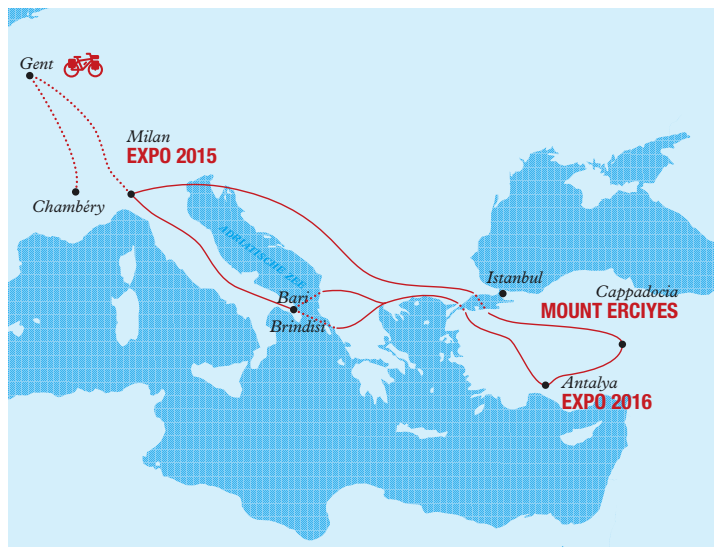 Gent
Milan
EXPO 2015
Chambéry
ADRIATISCHE ZEE
Istanbul
Bari
Cappadocia
MOUNT ERCIYES
Brindisi
Antalya
EXPO 2016